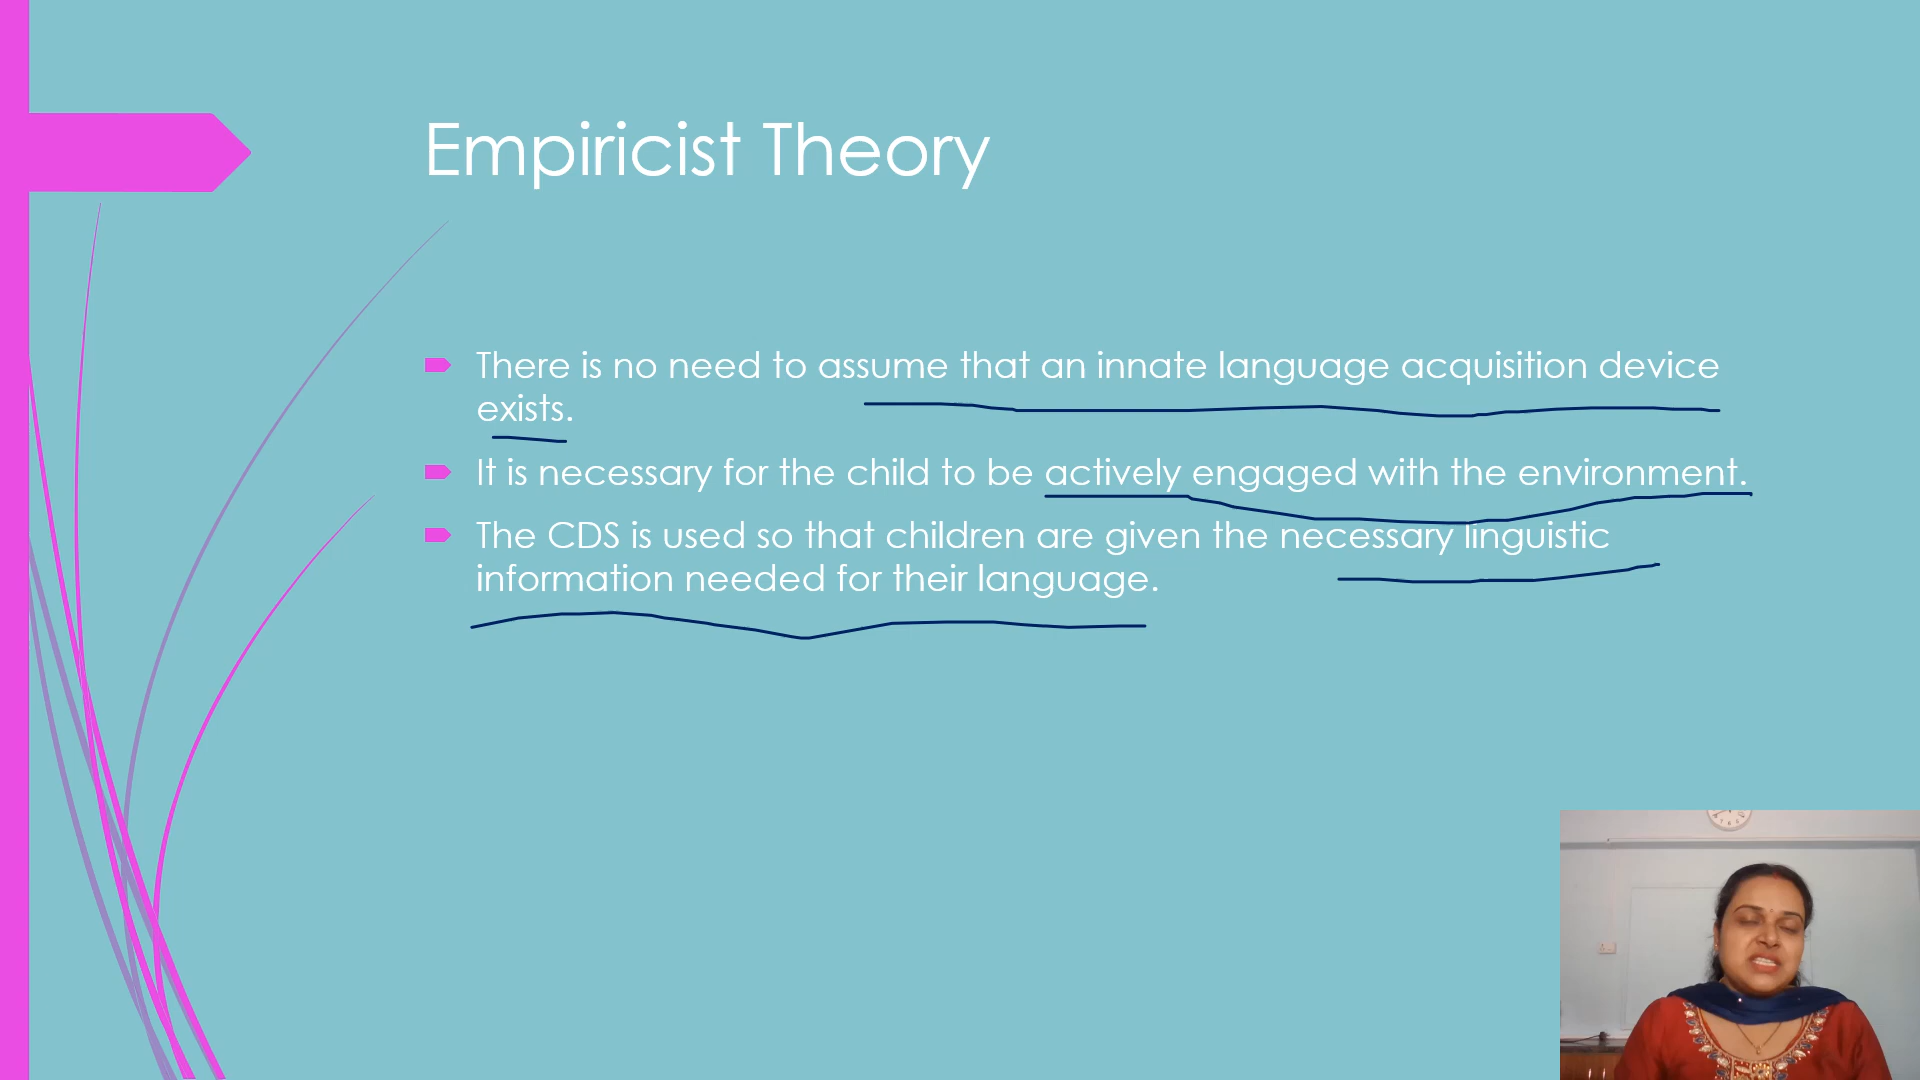 Empiricist Theory
There is no need to assume that an innate language acquisition device
exists.
It is necessary for the child to be actively engaged with the environment.
The CDS is used so that children are given the necessary linguistic
information needed for their language.